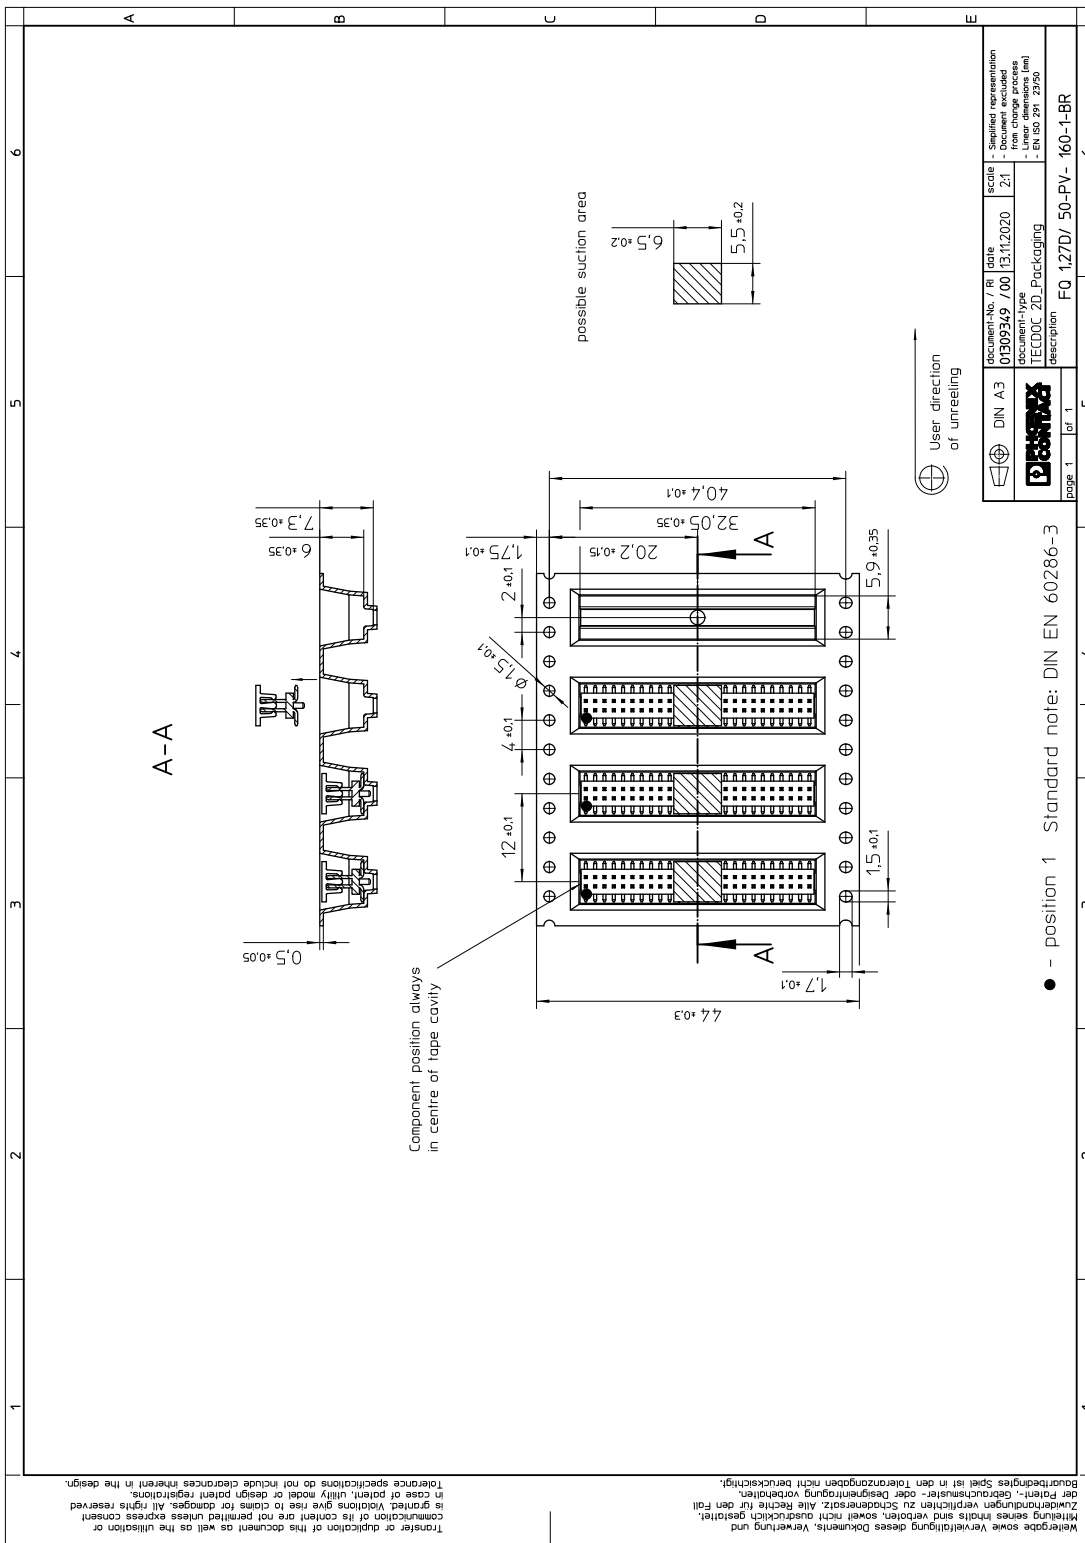 A
B
C
D
E
6
5
4
3
2
1
A-A
7,3 ±0,35
6 ±0,35
0,5 ±0,05
possible suction area
6,5 ±0,2
5,5 ±0,2
Component position always
in centre of tape cavity
12 ±0,1
4 ±0,1
Ø 1,5 ±0,1
2 ±0,1
1,75 ±0,1
20,2 ±0,15
32,05 ±0,35
40,4 ±0,1
5,9 ±0,35
1,5 ±0,1
1,7 ±0,1
44 ±0,3
A
A
User direction
of unreeling
● - position 1 Standard note: DIN EN 60286-3
DIN A3
PHOENIX
CONTACT
page 1 of 1
document-No. / RI
01309349 / 00
date
13.11.2020
scale
2:1
- Simplified representation
- Document excluded
from change process
- Linear dimensions [mm]
- EN ISO 291 23/50
document-type
TECDOC 2D_Packaging
description
FQ 1,27D/ 50-PV- 160-1-BR
Transfer or duplication of this document as well as the utilisation or
communication of its content are not permitted unless express consent
is granted. Violations give rise to claims for damages. All rights reserved
in case of patent, utility model or design patent registrations.
Tolerance specifications do not include clearances inherent in the design.
Weitergabe sowie Vervielfältigung dieses Dokuments, Verwertung und
Mitteilung seines Inhalts sind verboten, soweit nicht ausdrücklich gestattet.
Zuwiderhandlungen verpflichten zu Schadenersatz. Alle Rechte für den Fall
der Patent-, Gebrauchsmuster- oder Designeintragung vorbehalten.
Bauartbedingtes Spiel ist in den Toleranzangaben nicht berücksichtigt.